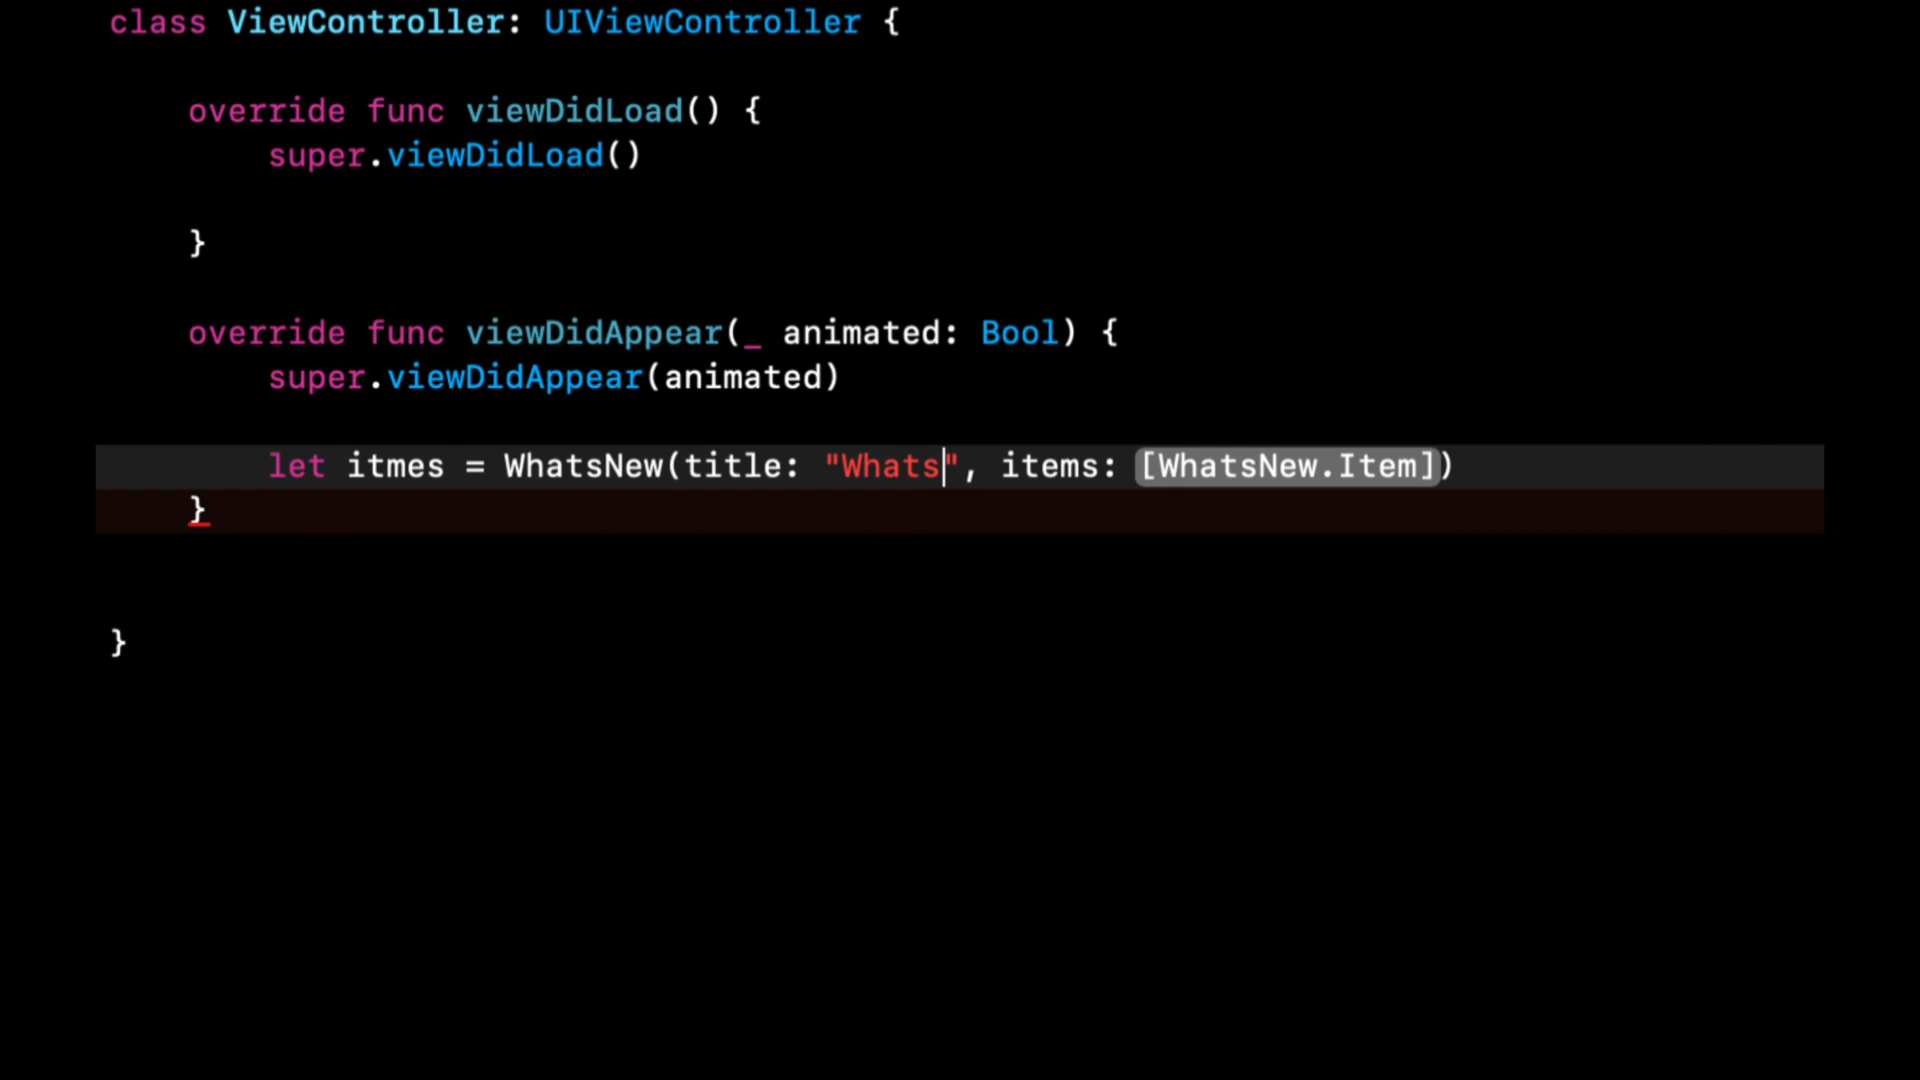 class ViewController: UIViewController {
override func viewDidLoad() {
super.viewDidLoad()
}
override func viewDidAppear(_ animated: Bool) {
super.viewDidAppear(animated)
let itmes = WhatsNew(title: "Whats", items: [WhatsNew.Item])
}
}